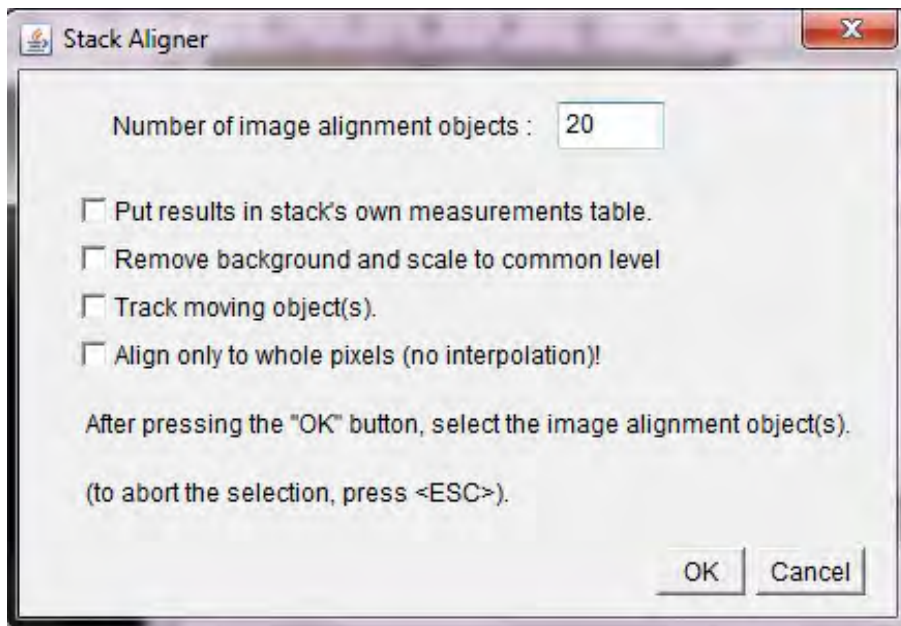 Stack Aligner
Number of image alignment objects : 20
Put results in stack's own measurements table.
Remove background and scale to common level
Track moving object(s).
Align only to whole pixels (no interpolation)!
After pressing the "OK" button, select the image alignment object(s).
(to abort the selection, press <ESC>).
OK Cancel